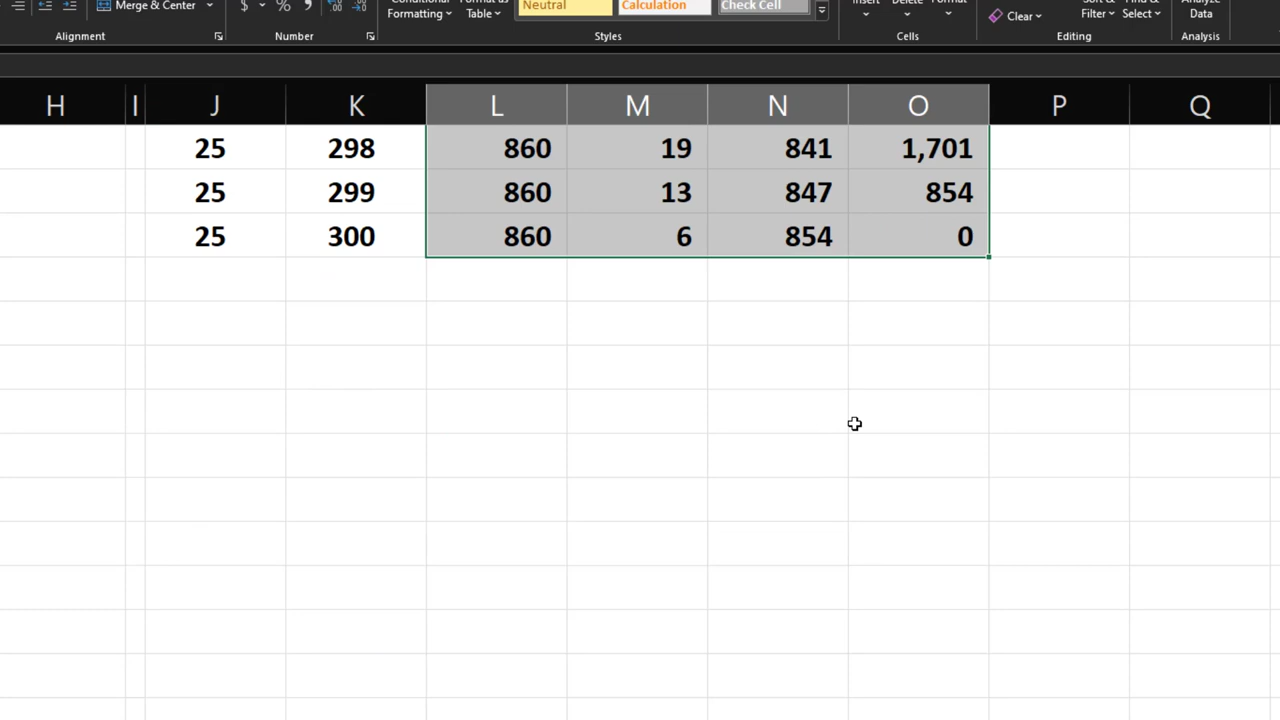 Merge & Center $ % Conditional Format as Neutral Calculation Check Cell Insert Delete Format Clear Sort & Find & Analyze
Formatting Table Filter Select Data
Alignment Number Styles Cells Editing Analysis
H I J K L M N O P Q
25 298 860 19 841 1,701
25 299 860 13 847 854
25 300 860 6 854 0